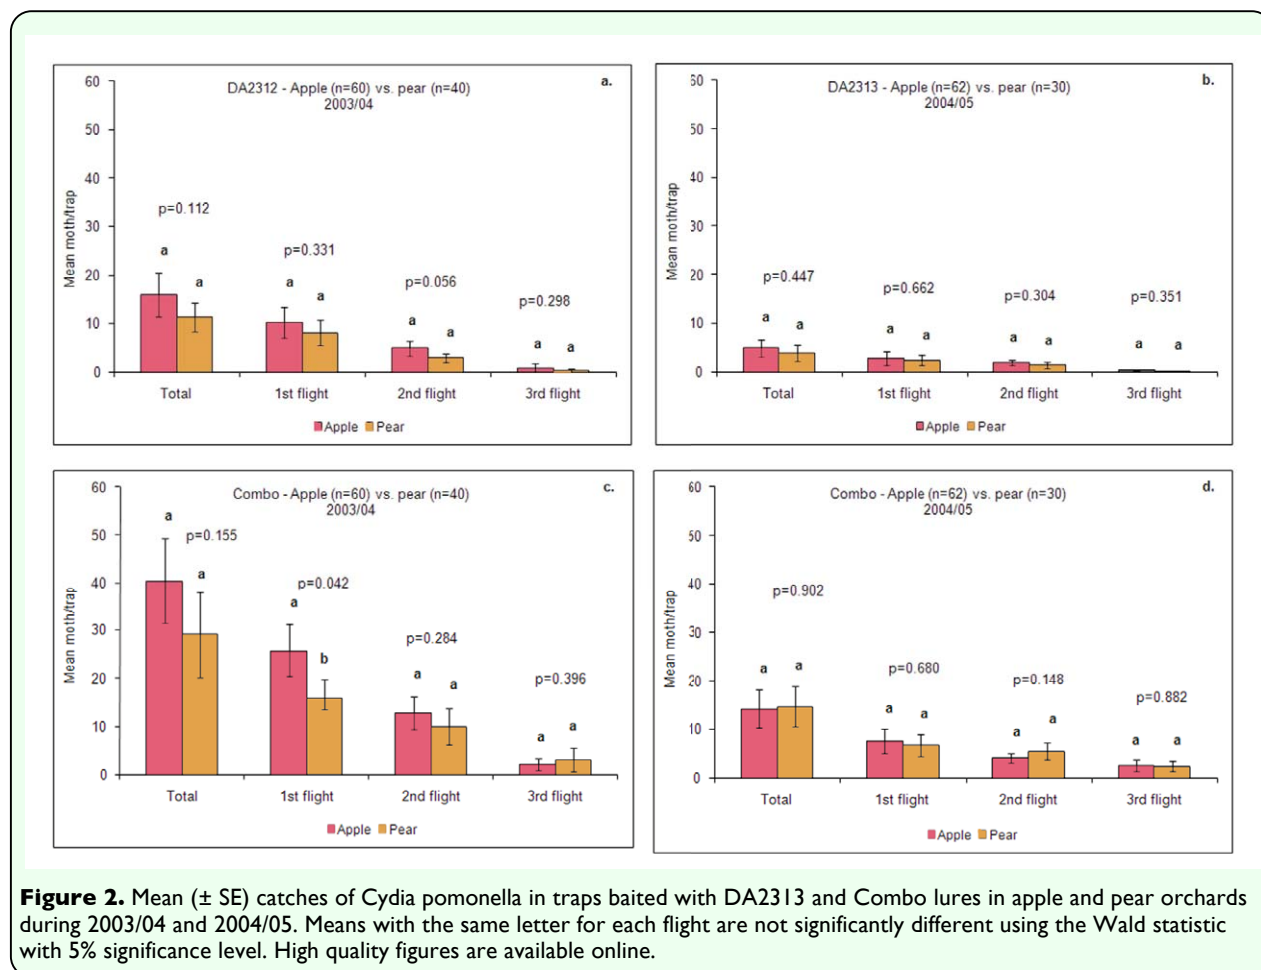 DA2312 - Apple (n=60) vs. pear (n=40)
2003/04
a.
60
50
40
30
20
10
0
Mean moth/trap
p=0.112
a
a
p=0.331
a
a
p=0.056
a
a
p=0.298
a
a
Total
1st flight
2nd flight
3rd flight
Apple
Pear
DA2313 - Apple (n=62) vs. pear (n=30)
2004/05
b.
60
50
40
30
20
10
0
Mean moth/trap
p=0.447
a
a
p=0.662
a
a
p=0.304
a
a
p=0.351
a
a
Total
1st flight
2nd flight
3rd flight
Apple
Pear
Combo - Apple (n=60) vs. pear (n=40)
2003/04
c.
60
50
40
30
20
10
0
Mean moth/trap
a
p=0.155
a
p=0.042
a
b
p=0.284
a
a
p=0.396
a
a
Total
1st flight
2nd flight
3rd flight
Apple
Pear
Combo - Apple (n=62) vs. pear (n=30)
2004/05
d.
60
50
40
30
20
10
0
Mean moth/trap
p=0.902
a
a
p=0.680
a
a
p=0.148
a
a
p=0.882
a
a
Total
1st flight
2nd flight
3rd flight
Apple
Pear
Figure 2. Mean (± SE) catches of Cydia pomonella in traps baited with DA2313 and Combo lures in apple and pear orchards
during 2003/04 and 2004/05. Means with the same letter for each flight are not significantly different using the Wald statistic
with 5% significance level. High quality figures are available online.